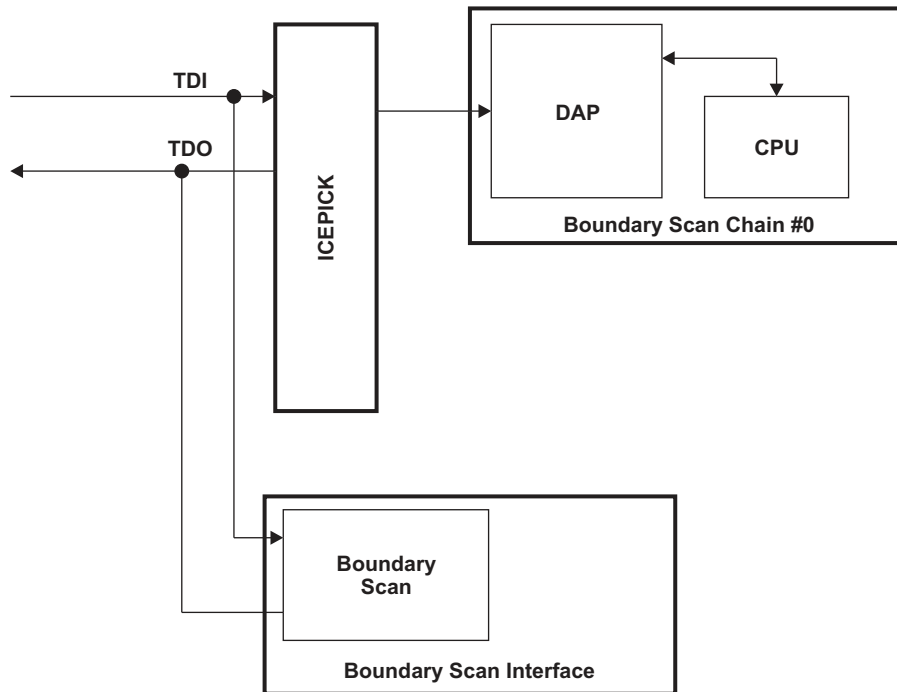 TDI
TDO
ICEPICK
DAP
CPU
Boundary Scan Chain #0
Boundary
Scan
Boundary Scan Interface